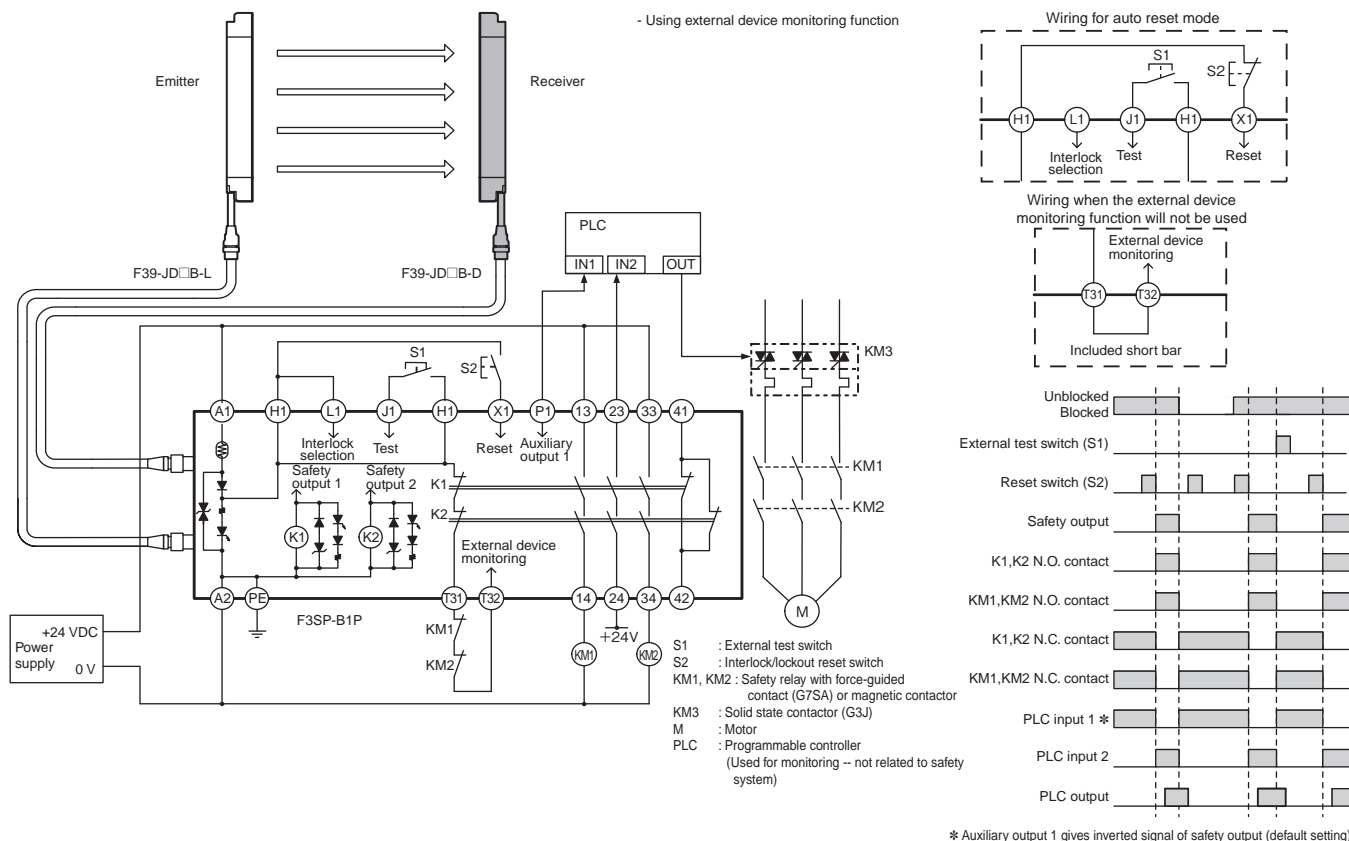 - Using external device monitoring function
Emitter
Receiver
F39-JD□B-L
F39-JD□B-D
PLC
IN1 IN2 OUT
KM3
S1
S2
A1 H1 L1 J1 H1 X1 P1 13 23 33 41
Interlock
selection
Test
Reset
Auxiliary
output 1
Safety
output 1
Safety
output 2
K1
K2
K1
K2
External device
monitoring
A2 PE T31 T32 14 24 34 42
F3SP-B1P
+24V
KM1
KM2
KM1
KM2
KM1
KM2
M
+24 VDC
Power
supply
0 V
S1 : External test switch
S2 : Interlock/lockout reset switch
KM1, KM2 : Safety relay with force-guided
contact (G7SA) or magnetic contactor
KM3 : Solid state contactor (G3J)
M : Motor
PLC : Programmable controller
(Used for monitoring -- not related to safety
system)
Wiring for auto reset mode
S1
S2
H1 L1 J1 H1 X1
Interlock
selection
Test
Reset
Wiring when the external device
monitoring function will not be used
External device
monitoring
T31 T32
Included short bar
Unblocked
Blocked
External test switch (S1)
Reset switch (S2)
Safety output
K1,K2 N.O. contact
KM1,KM2 N.O. contact
K1,K2 N.C. contact
KM1,KM2 N.C. contact
PLC input 1 ✻
PLC input 2
PLC output
✻ Auxiliary output 1 gives inverted signal of safety output (default setting)